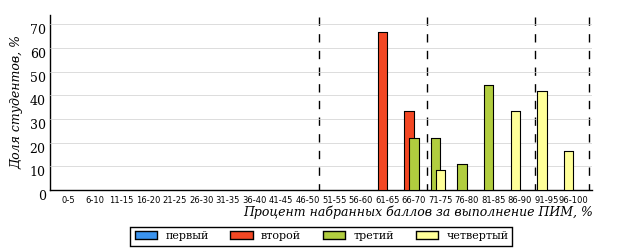 Доля студентов, %
70
60
50
40
30
20
10
0
0-5 6-10 11-15 16-20 21-25 26-30 31-35 36-40 41-45 46-50 51-55 56-60 61-65 66-70 71-75 76-80 81-85 86-90 91-95 96-100
Процент набранных баллов за выполнение ПИМ, %
первый второй третий четвертый